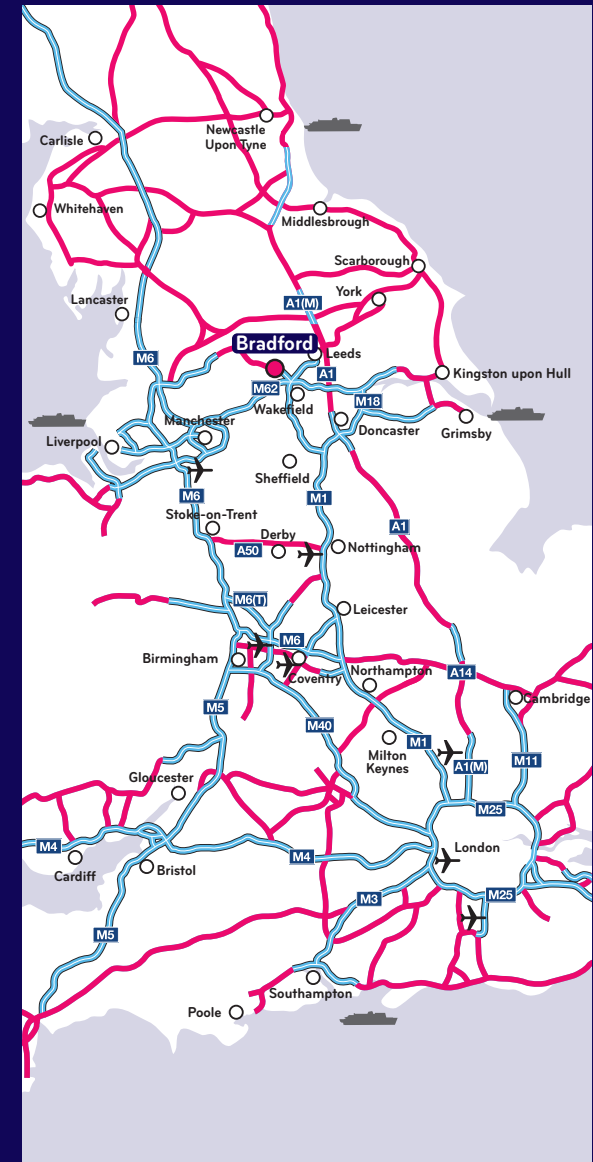 Newcastle
Upon Tyne
Carlisle
Whitehaven
Middlesbrough
Scarborough
York
Lancaster
A1(M)
Bradford
Leeds
M6
A1
Kingston upon Hull
M62
M18
Wakefield
Manchester
Doncaster
Grimsby
Liverpool
Sheffield
M6
M1
Stoke-on-Trent
A1
Derby
A50
Nottingham
M6(T)
Leicester
M6
Birmingham
Coventry
Northampton
A14
Cambridge
M5
M40
M1
Milton
Keynes
A1(M)
M11
Gloucester
M25
M4
London
M4
Cardiff
Bristol
M25
M3
M5
Southampton
Poole